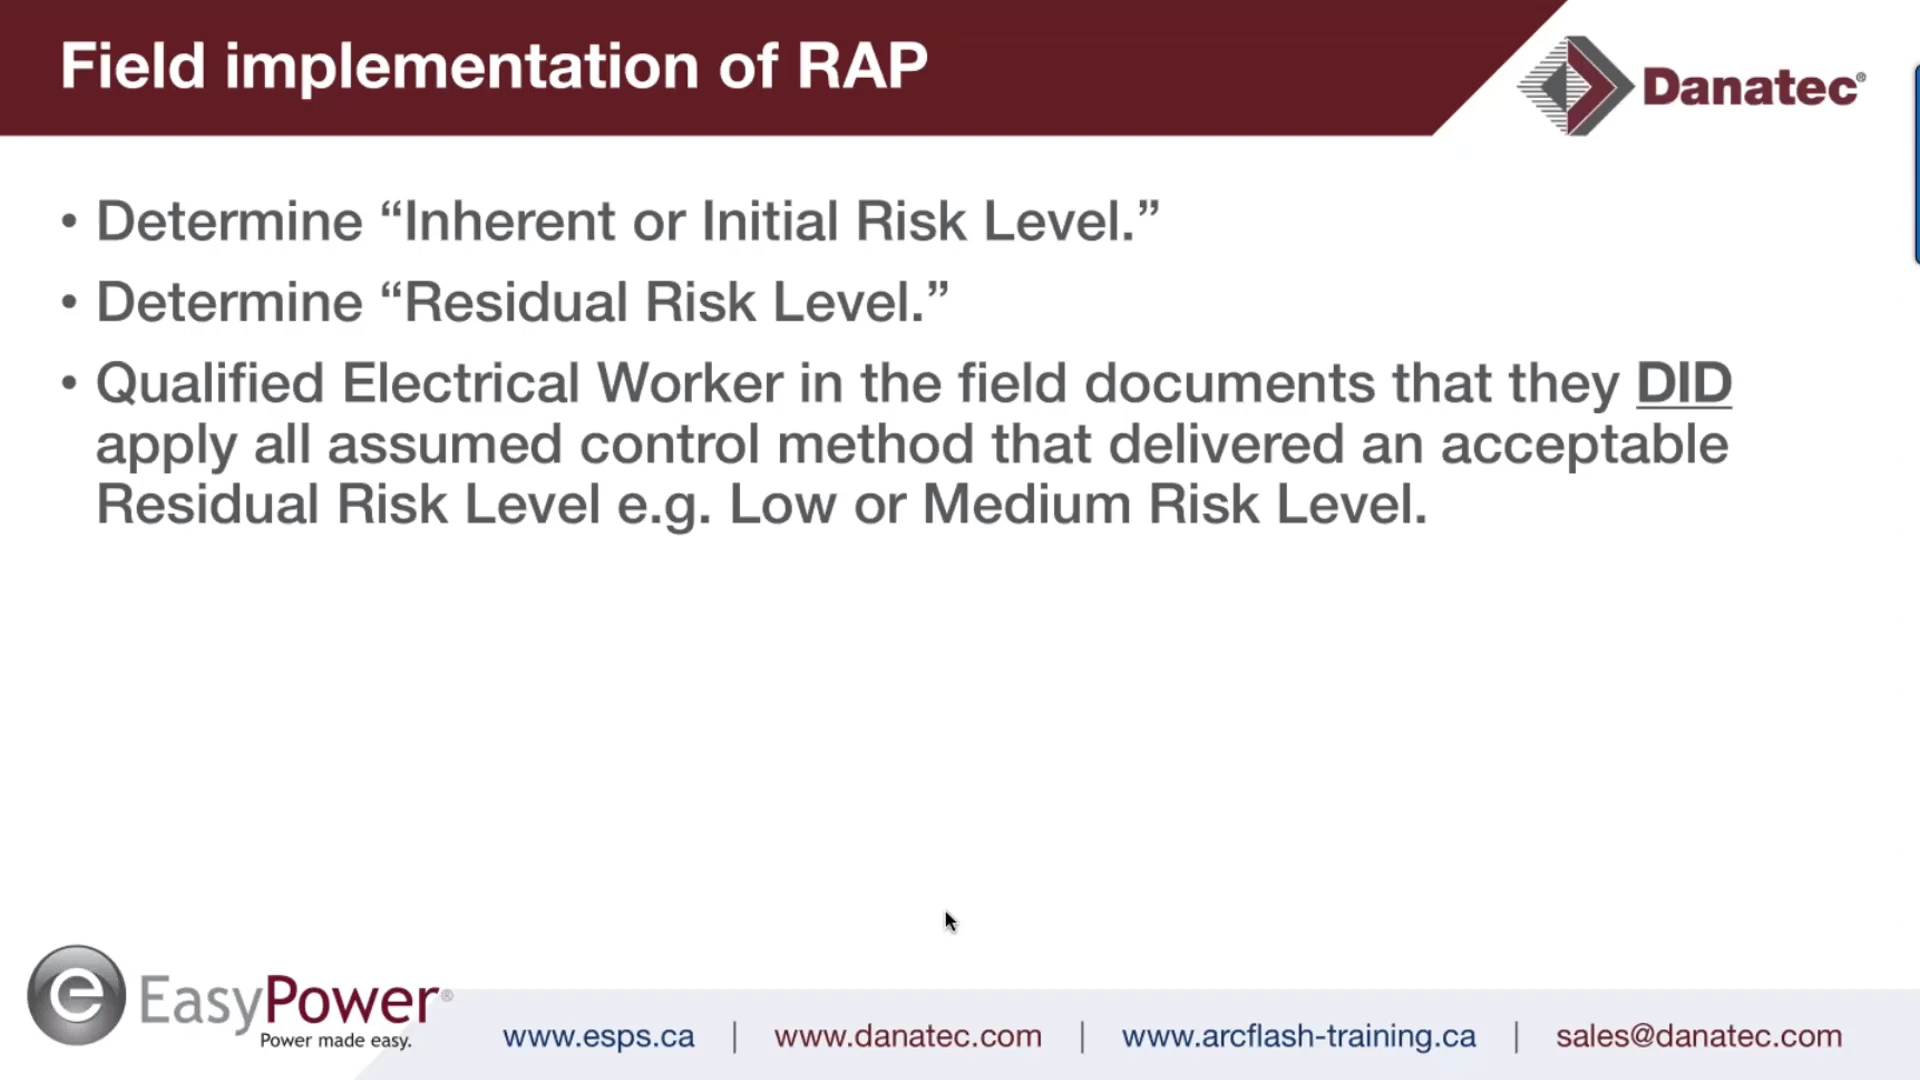 Field implementation of RAP
Danatec®
• Determine “Inherent or Initial Risk Level.”
• Determine “Residual Risk Level.”
• Qualified Electrical Worker in the field documents that they DID
apply all assumed control method that delivered an acceptable
Residual Risk Level e.g. Low or Medium Risk Level.
e EasyPower®
Power made easy.
www.esps.ca | www.danatec.com | www.arcflash-training.ca | sales@danatec.com